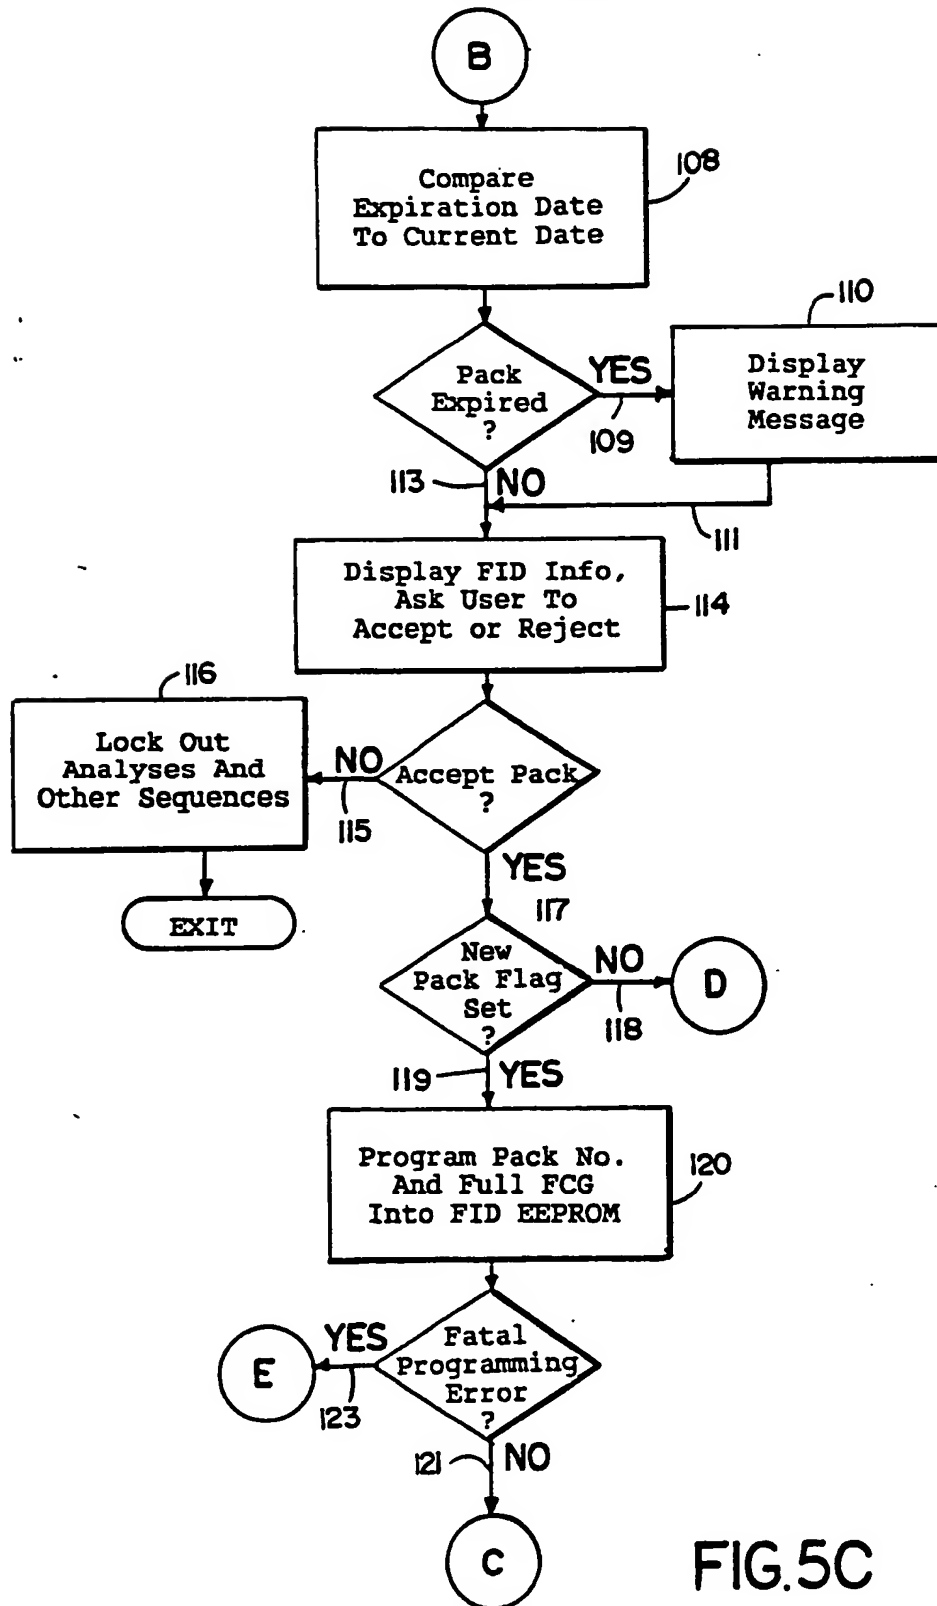 B
Compare
Expiration Date
To Current Date
108
110
Pack
Expired
?
YES
109
Display
Warning
Message
113
NO
111
Display FID Info,
Ask User To
Accept or Reject
114
116
Lock Out
Analyses And
Other Sequences
NO
115
Accept Pack
?
EXIT
YES
117
New
Pack Flag
Set
?
NO
118
D
119
YES
Program Pack No.
And Full FCG
Into FID EEPROM
120
E
YES
123
Fatal
Programming
Error
?
121
NO
C
FIG.5C